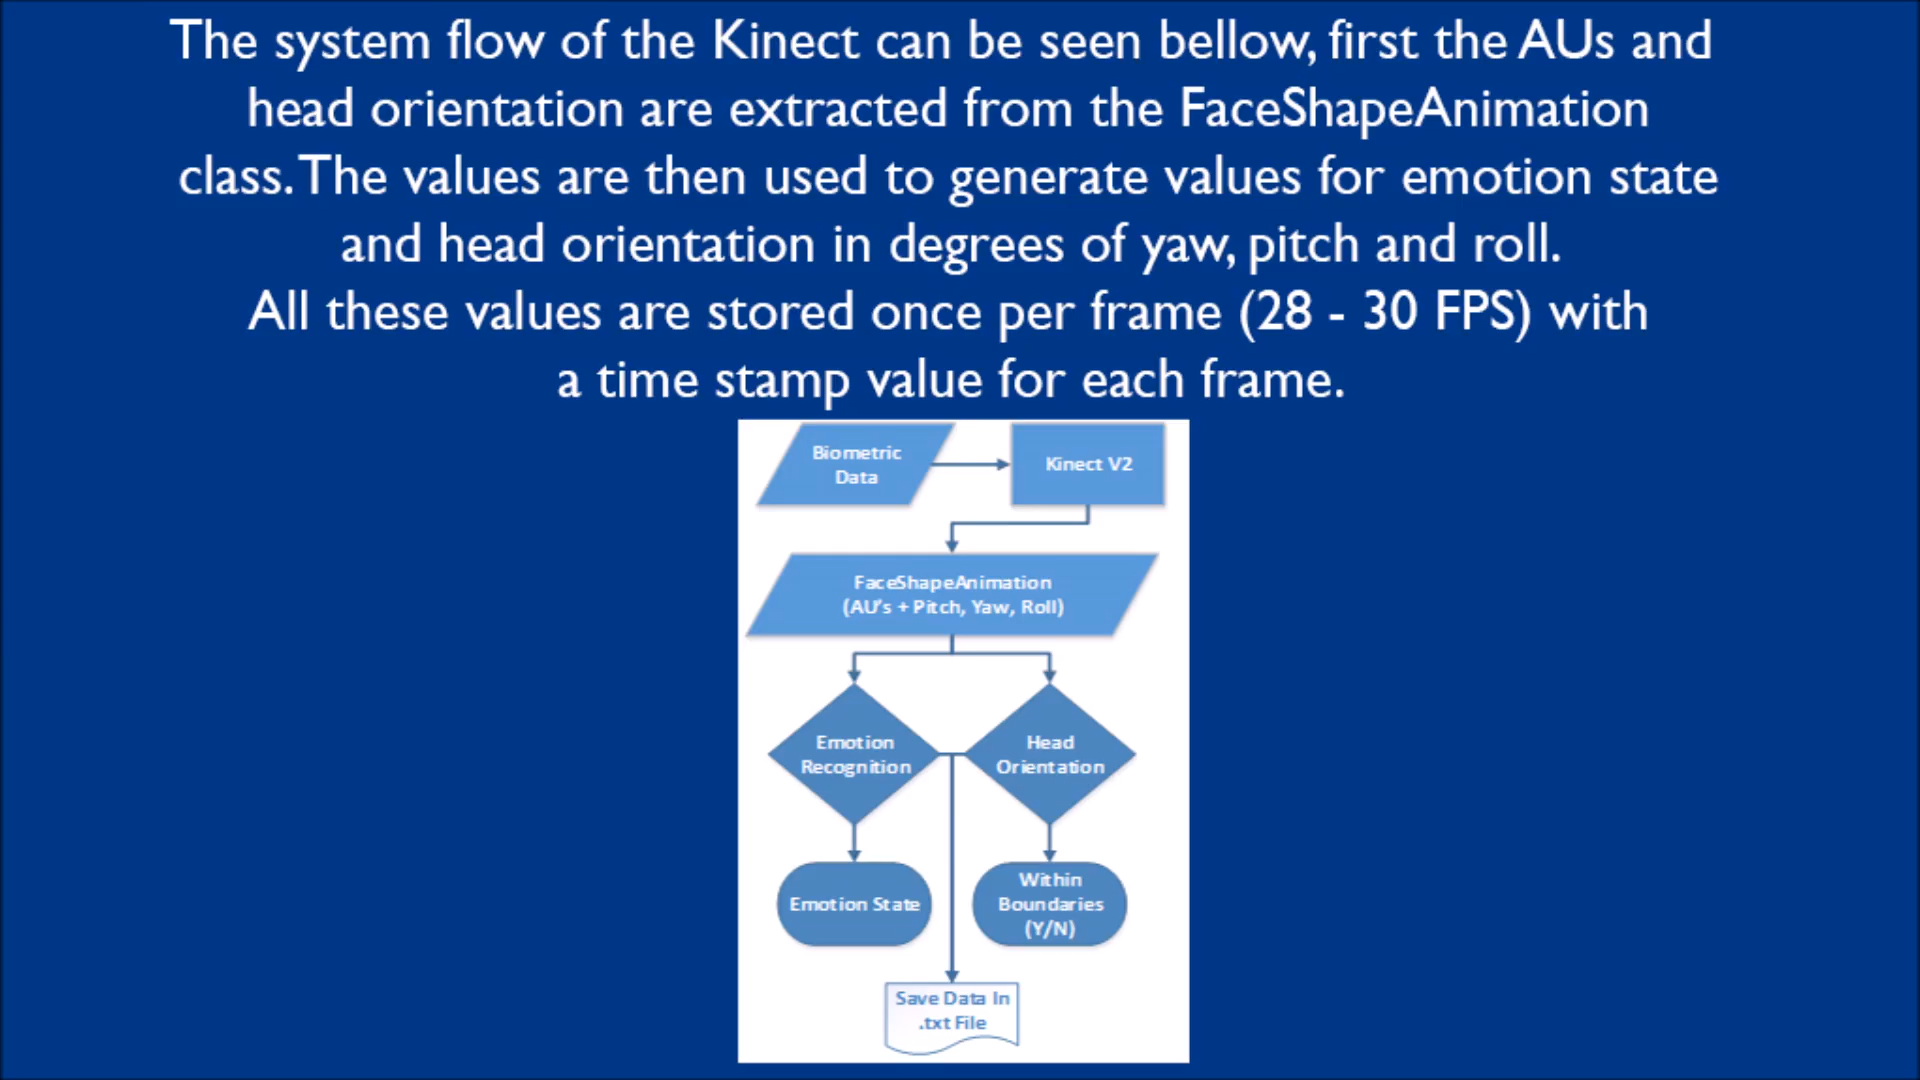 The system flow of the Kinect can be seen bellow, first the AUs and
head orientation are extracted from the FaceShapeAnimation
class. The values are then used to generate values for emotion state
and head orientation in degrees of yaw, pitch and roll.
All these values are stored once per frame (28 - 30 FPS) with
a time stamp value for each frame.
Biometric
Data
Kinect V2
FaceShapeAnimation
(AU's + Pitch, Yaw, Roll)
Emotion
Recognition
Head
Orientation
Emotion State
Within
Boundaries
(Y/N)
Save Data In
.txt File